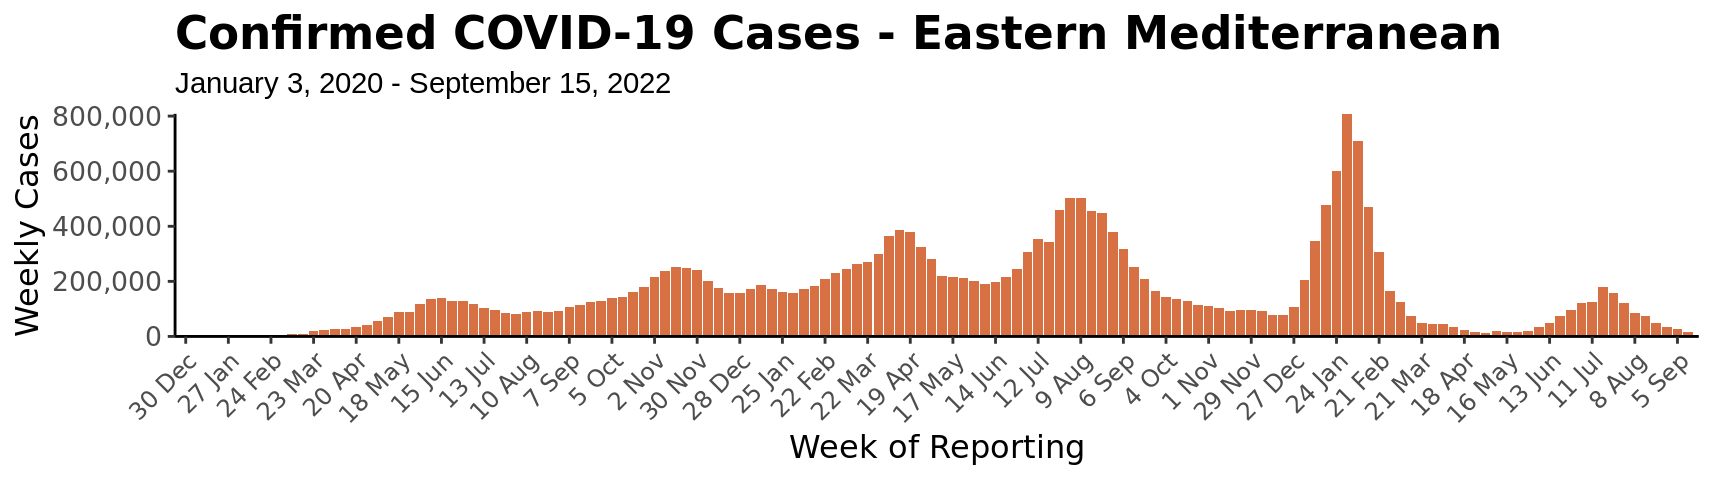 Confirmed COVID-19 Cases - Eastern Mediterranean
January 3, 2020 - September 15, 2022
Weekly Cases
800,000
600,000
400,000
200,000
0
30 Dec
27 Jan
24 Feb
23 Mar
20 Apr
18 May
15 Jun
13 Jul
10 Aug
7 Sep
5 Oct
2 Nov
30 Nov
28 Dec
25 Jan
22 Feb
22 Mar
19 Apr
17 May
14 Jun
12 Jul
9 Aug
6 Sep
4 Oct
1 Nov
29 Nov
27 Dec
24 Jan
21 Feb
21 Mar
18 Apr
16 May
13 Jun
11 Jul
8 Aug
5 Sep
Week of Reporting